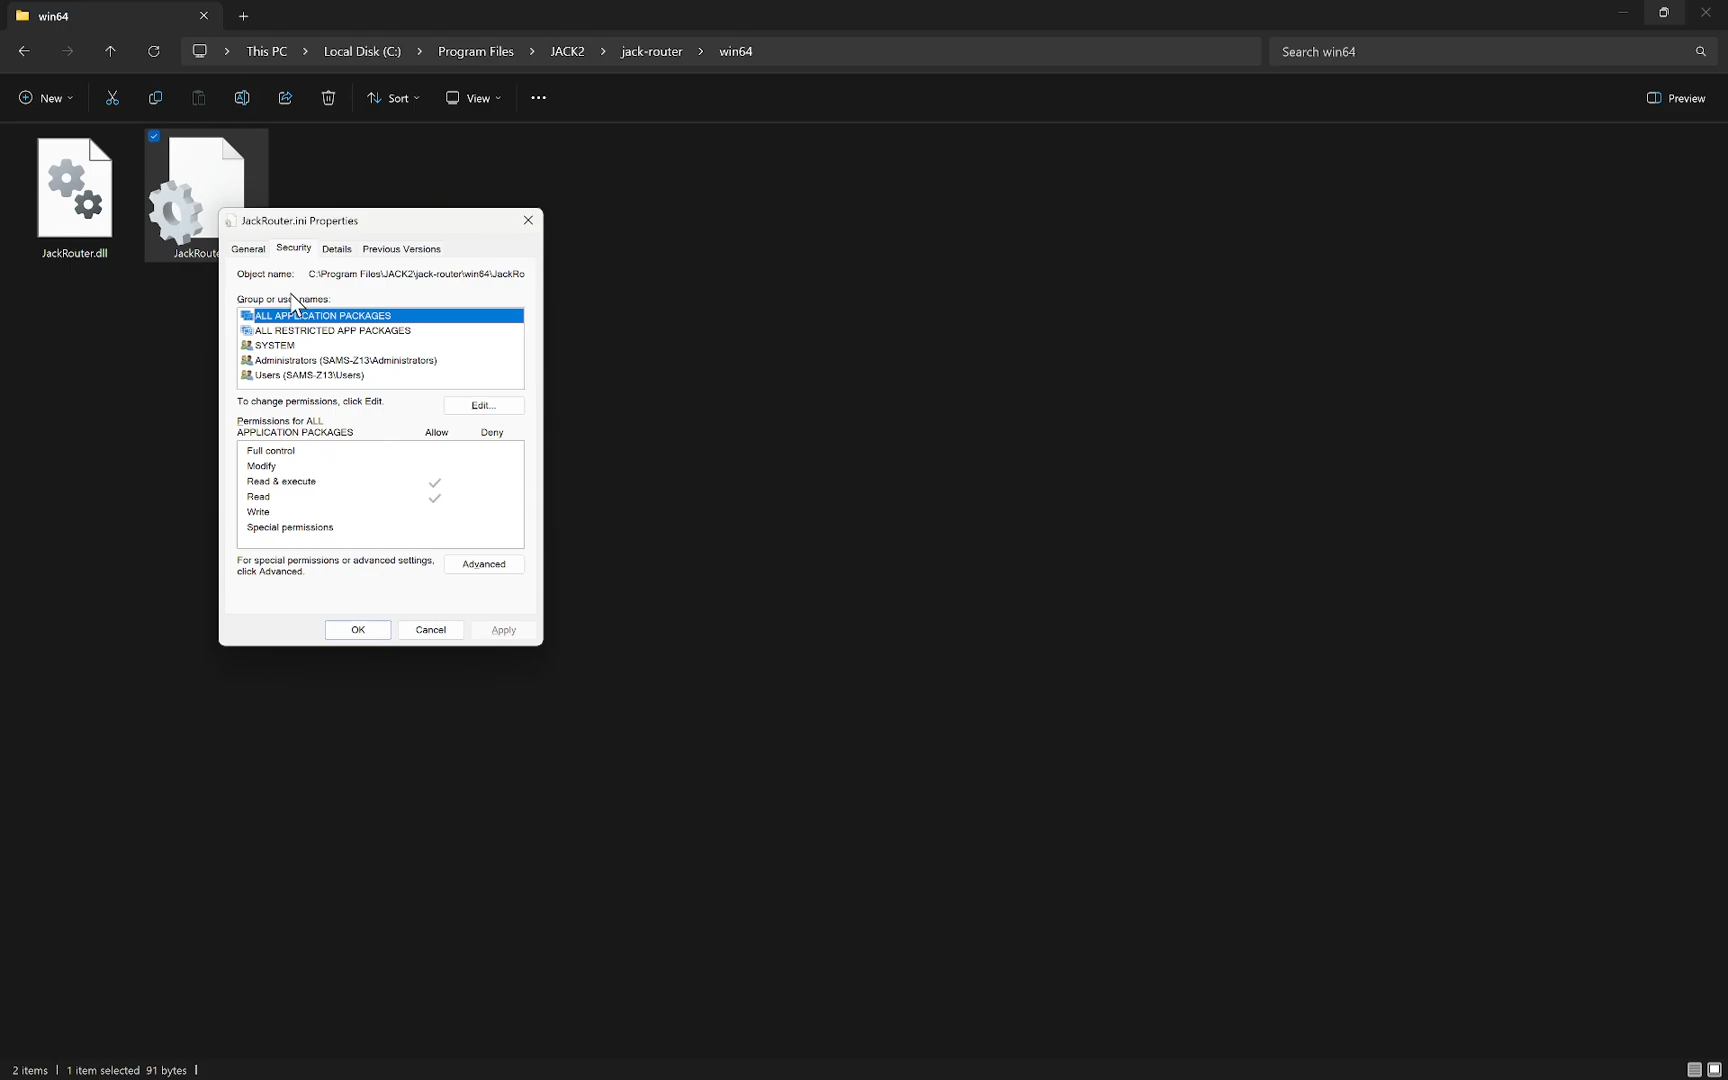 win64
This PC > Local Disk (C:) > Program Files > JACK2 > jack-router > win64
Search win64
New
Sort
View
Preview
JackRouter.dll
JackRoute
JackRouter.ini Properties
General Security Details Previous Versions
Object name: C:\Program Files\JACK2\jack-router\win64\JackRo
Group or user names:
ALL APPLICATION PACKAGES
ALL RESTRICTED APP PACKAGES
SYSTEM
Administrators (SAMS-Z13\Administrators)
Users (SAMS-Z13\Users)
To change permissions, click Edit.
Edit...
Permissions for ALL
APPLICATION PACKAGES Allow Deny
Full control
Modify
Read & execute
Read
Write
Special permissions
For special permissions or advanced settings,
click Advanced.
Advanced
OK Cancel Apply
2 items | 1 item selected 91 bytes |